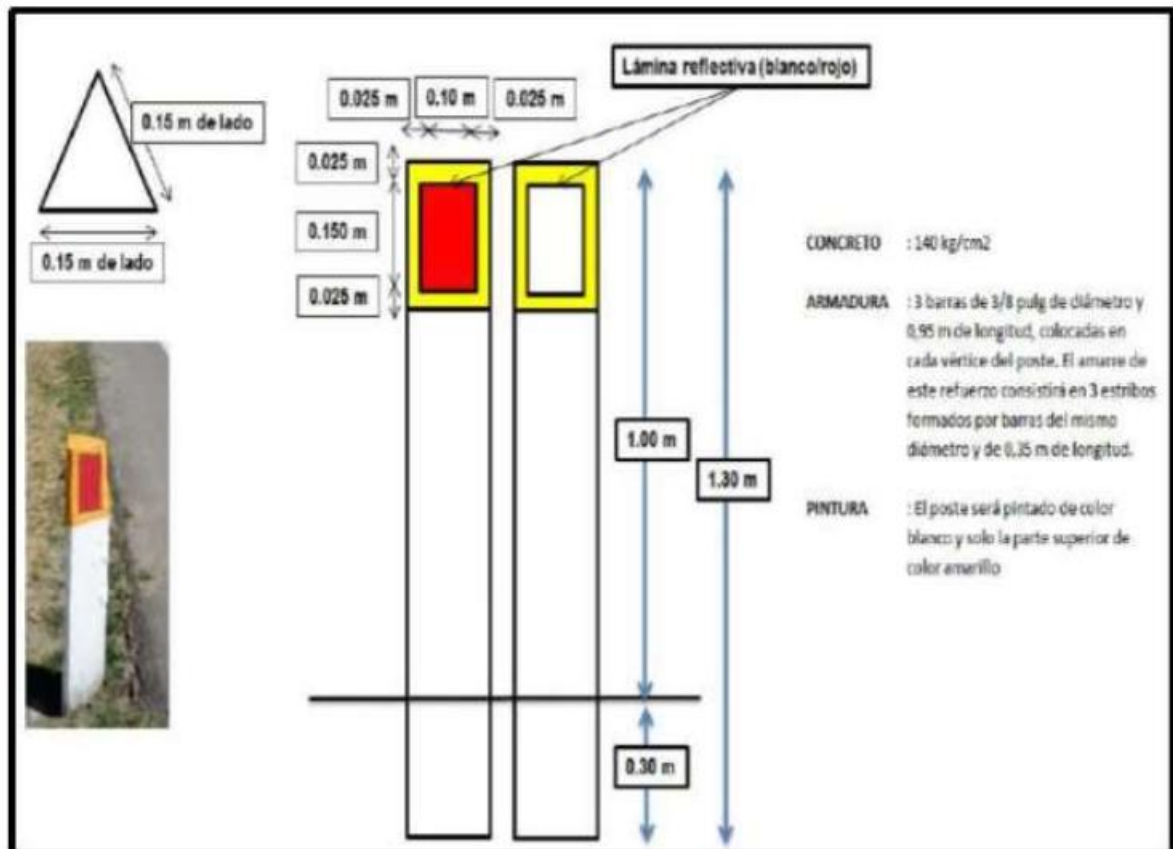 Lámina reflectiva (blanco/rojo)
0.025 m
0.10 m
0.025 m
0.15 m de lado
0.025 m
0.150 m
0.025 m
0.15 m de lado
CONCRETO : 140 kg/cm2
ARMADURA : 3 barras de 3/8 pulg de diámetro y
0,95 m de longitud, colocadas en
cada vértice del poste. El amarre de
este refuerzo consistirá en 3 estribos
formados por barras del mismo
diámetro y de 0,35 m de longitud.
1.00 m
1.30 m
PINTURA : El poste será pintado de color
blanco y solo la parte superior de
color amarillo
0.30 m